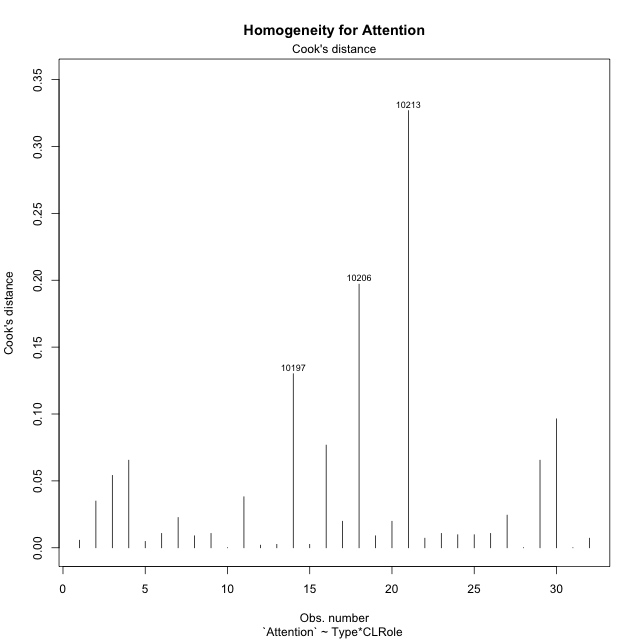 Homogeneity for Attention
Cook's distance
0.35
0.30
0.25
0.20
0.15
0.10
0.05
0.00
Cook's distance
10213
10206
10197
0 5 10 15 20 25 30
Obs. number
`Attention` ~ Type*CLRole